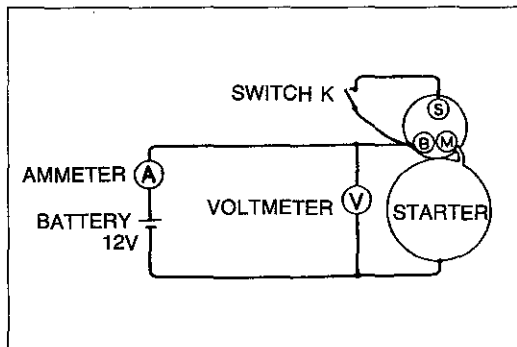 SWITCH K
S
B M
AMMETER A
BATTERY
12V
VOLTMETER V
STARTER